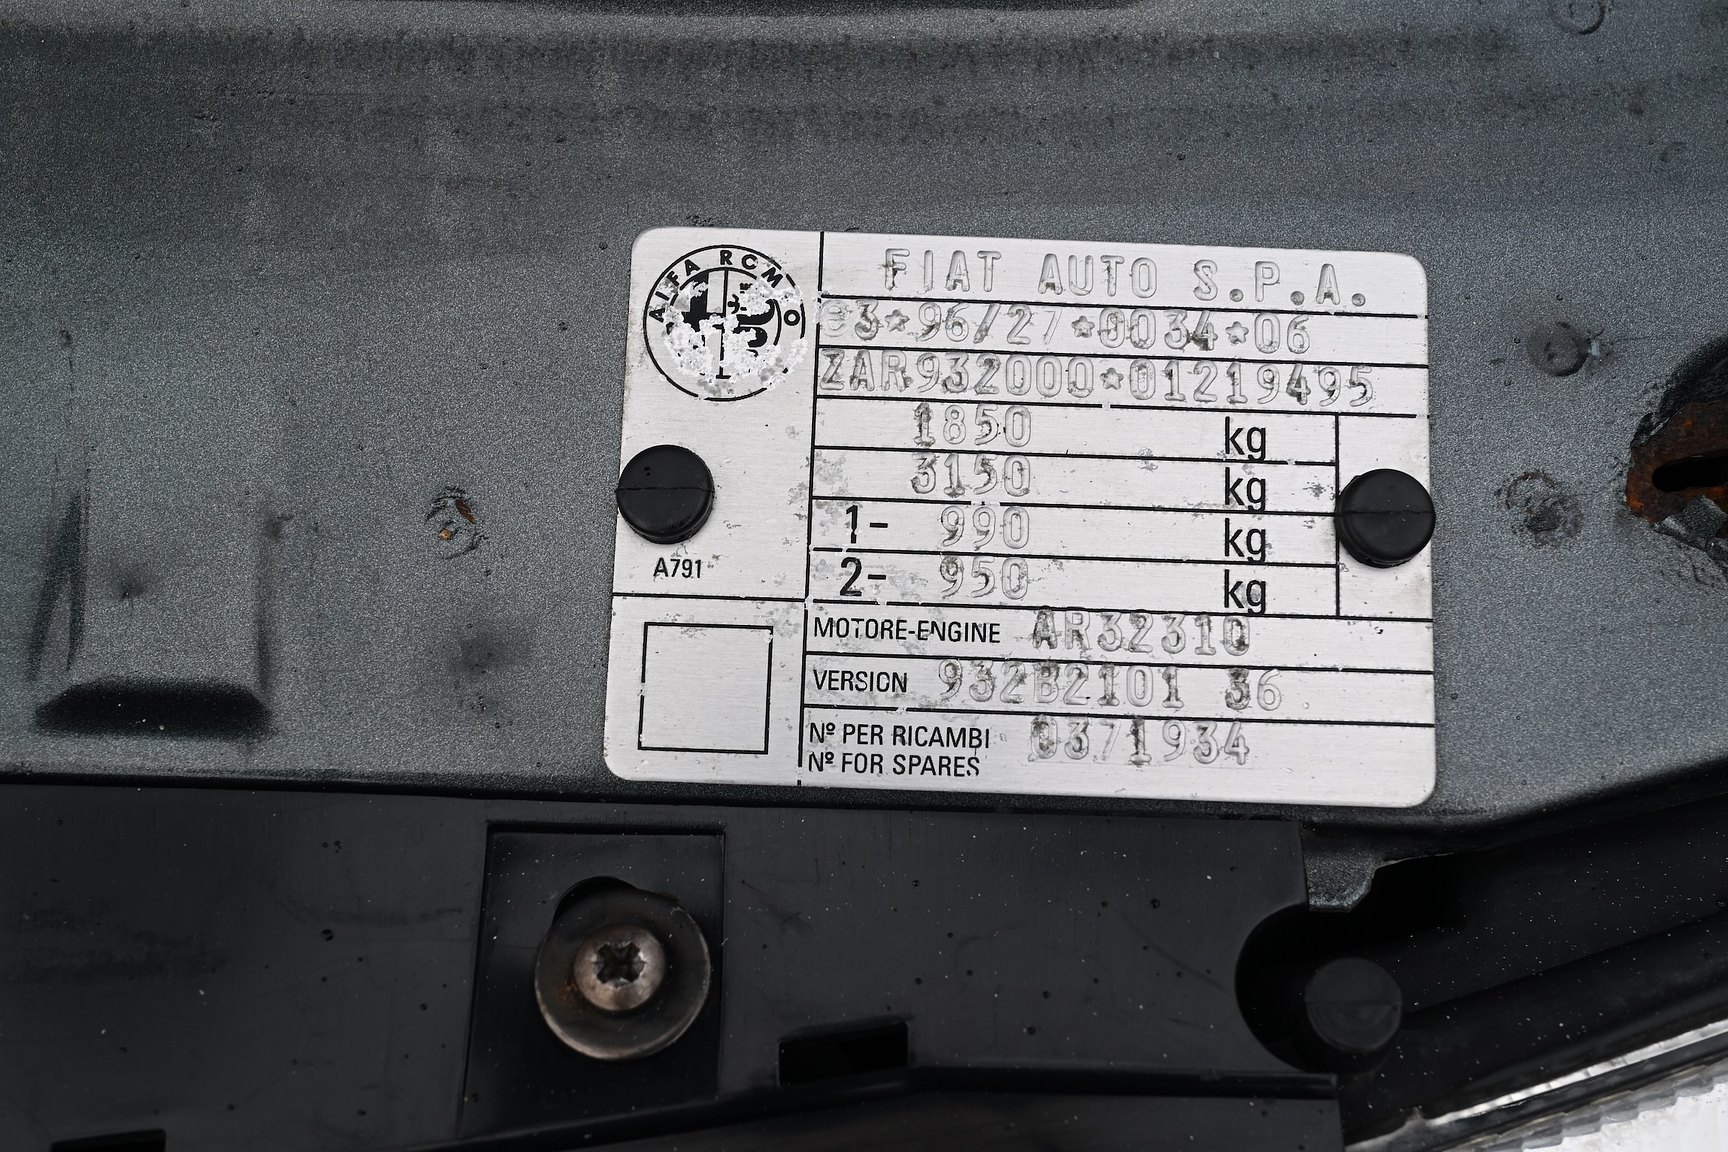 ALFA ROMEO
FIAT AUTO S.P.A.
e3*96/27*0034*06
ZAR932000*01219495
1850 kg
3150 kg
1- 990 kg
2- 950 kg
A791
MOTORE-ENGINE AR32310
VERSION 932B2101 36
Nº PER RICAMBI 0371934
Nº FOR SPARES